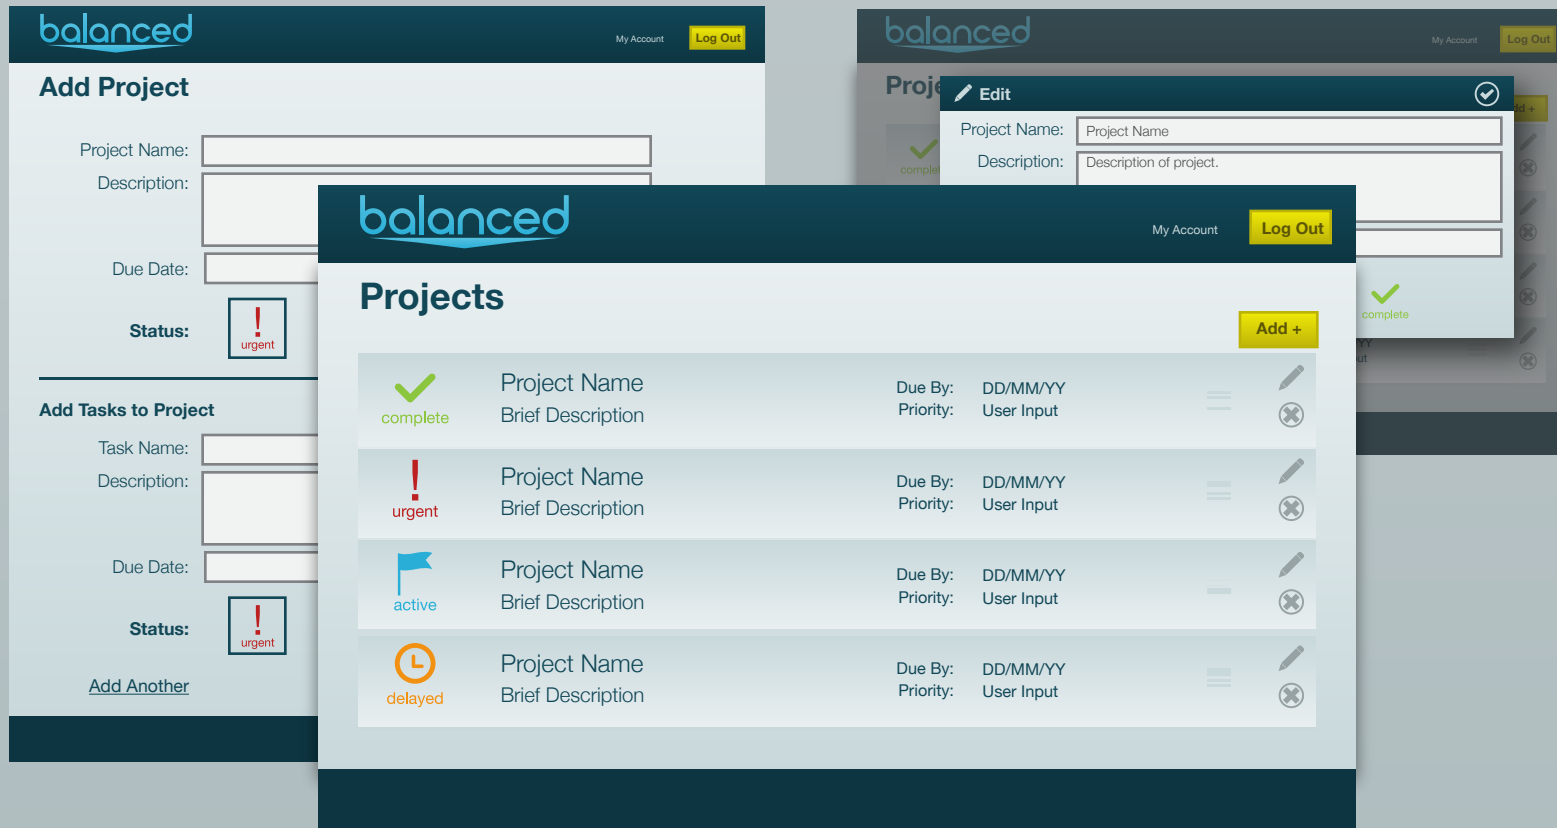 balanced
My Account
Log Out
Add Project
Project Name:
Description:
Due Date:
Status:
urgent
Add Tasks to Project
Task Name:
Description:
Due Date:
Status:
urgent
Add Another
balanced
My Account
Log Out
Edit
Project Name:
Project Name
Description:
Description of project.
complete
balanced
My Account
Log Out
Projects
Add +
complete
Project Name
Brief Description
Due By:
DD/MM/YY
Priority:
User Input
urgent
Project Name
Brief Description
Due By:
DD/MM/YY
Priority:
User Input
active
Project Name
Brief Description
Due By:
DD/MM/YY
Priority:
User Input
delayed
Project Name
Brief Description
Due By:
DD/MM/YY
Priority:
User Input